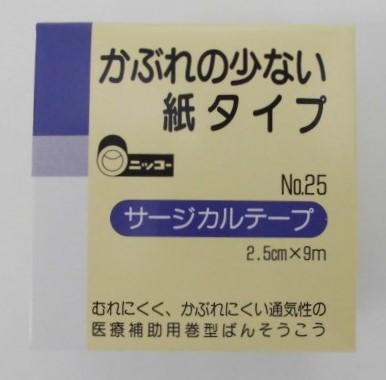 かぶれの少ない
紙タイプ
ニッコー
No.25
サージカルテープ
2.5cm×9m
むれにくく、かぶれにくい通気性の
医療補助用巻型ばんそうこう